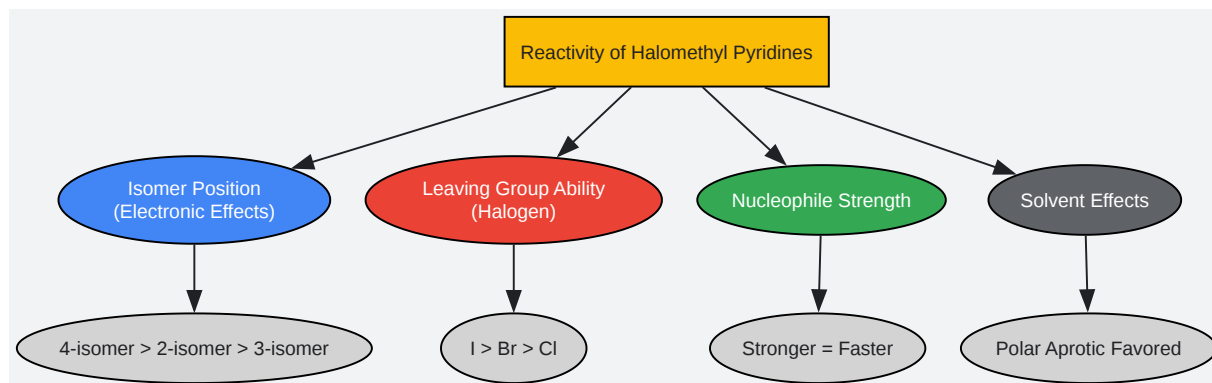 Reactivity of Halomethyl Pyridines
Isomer Position
(Electronic Effects)
Leaving Group Ability
(Halogen)
Nucleophile Strength
Solvent Effects
4-isomer > 2-isomer > 3-isomer
I > Br > Cl
Stronger = Faster
Polar Aprotic Favored